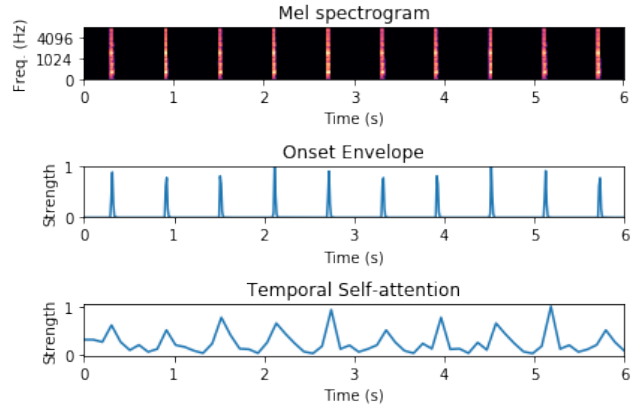 Mel spectrogram
Freq. (Hz)
4096
1024
0
0 1 2 3 4 5 6
Time (s)
Onset Envelope
Strength
1
0
0 1 2 3 4 5 6
Time (s)
Temporal Self-attention
Strength
1
0
0 1 2 3 4 5 6
Time (s)